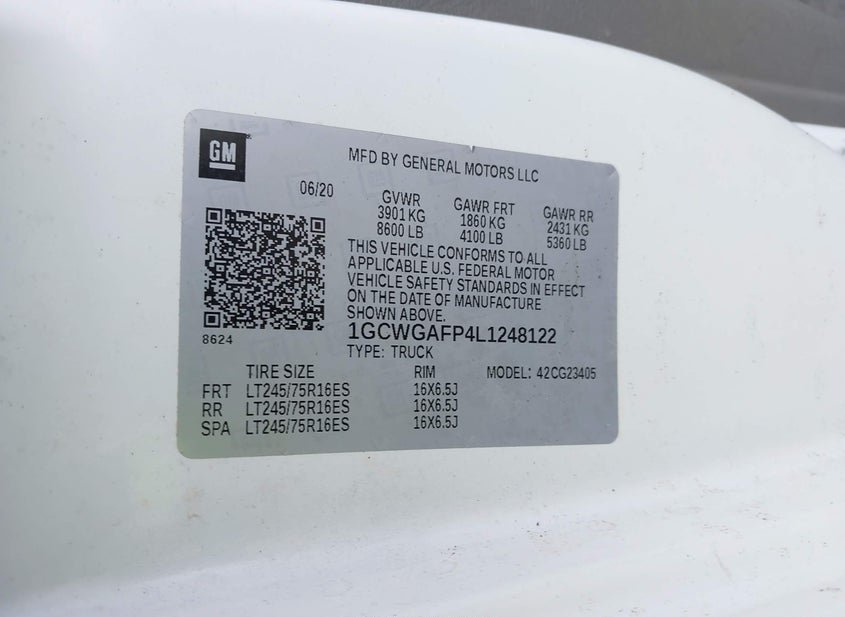 GM
MFD BY GENERAL MOTORS LLC
06/20
GVWR GAWR FRT GAWR RR
3901 KG 1860 KG 2431 KG
8600 LB 4100 LB 5360 LB
THIS VEHICLE CONFORMS TO ALL
APPLICABLE U.S. FEDERAL MOTOR
VEHICLE SAFETY STANDARDS IN EFFECT
ON THE DATE OF MANUFACTURE
SHOWN ABOVE.
1GCWGAFP4L1248122
8624
TYPE: TRUCK
TIRE SIZE RIM MODEL: 42CG23405
FRT LT245/75R16ES 16X6.5J
RR LT245/75R16ES 16X6.5J
SPA LT245/75R16ES 16X6.5J